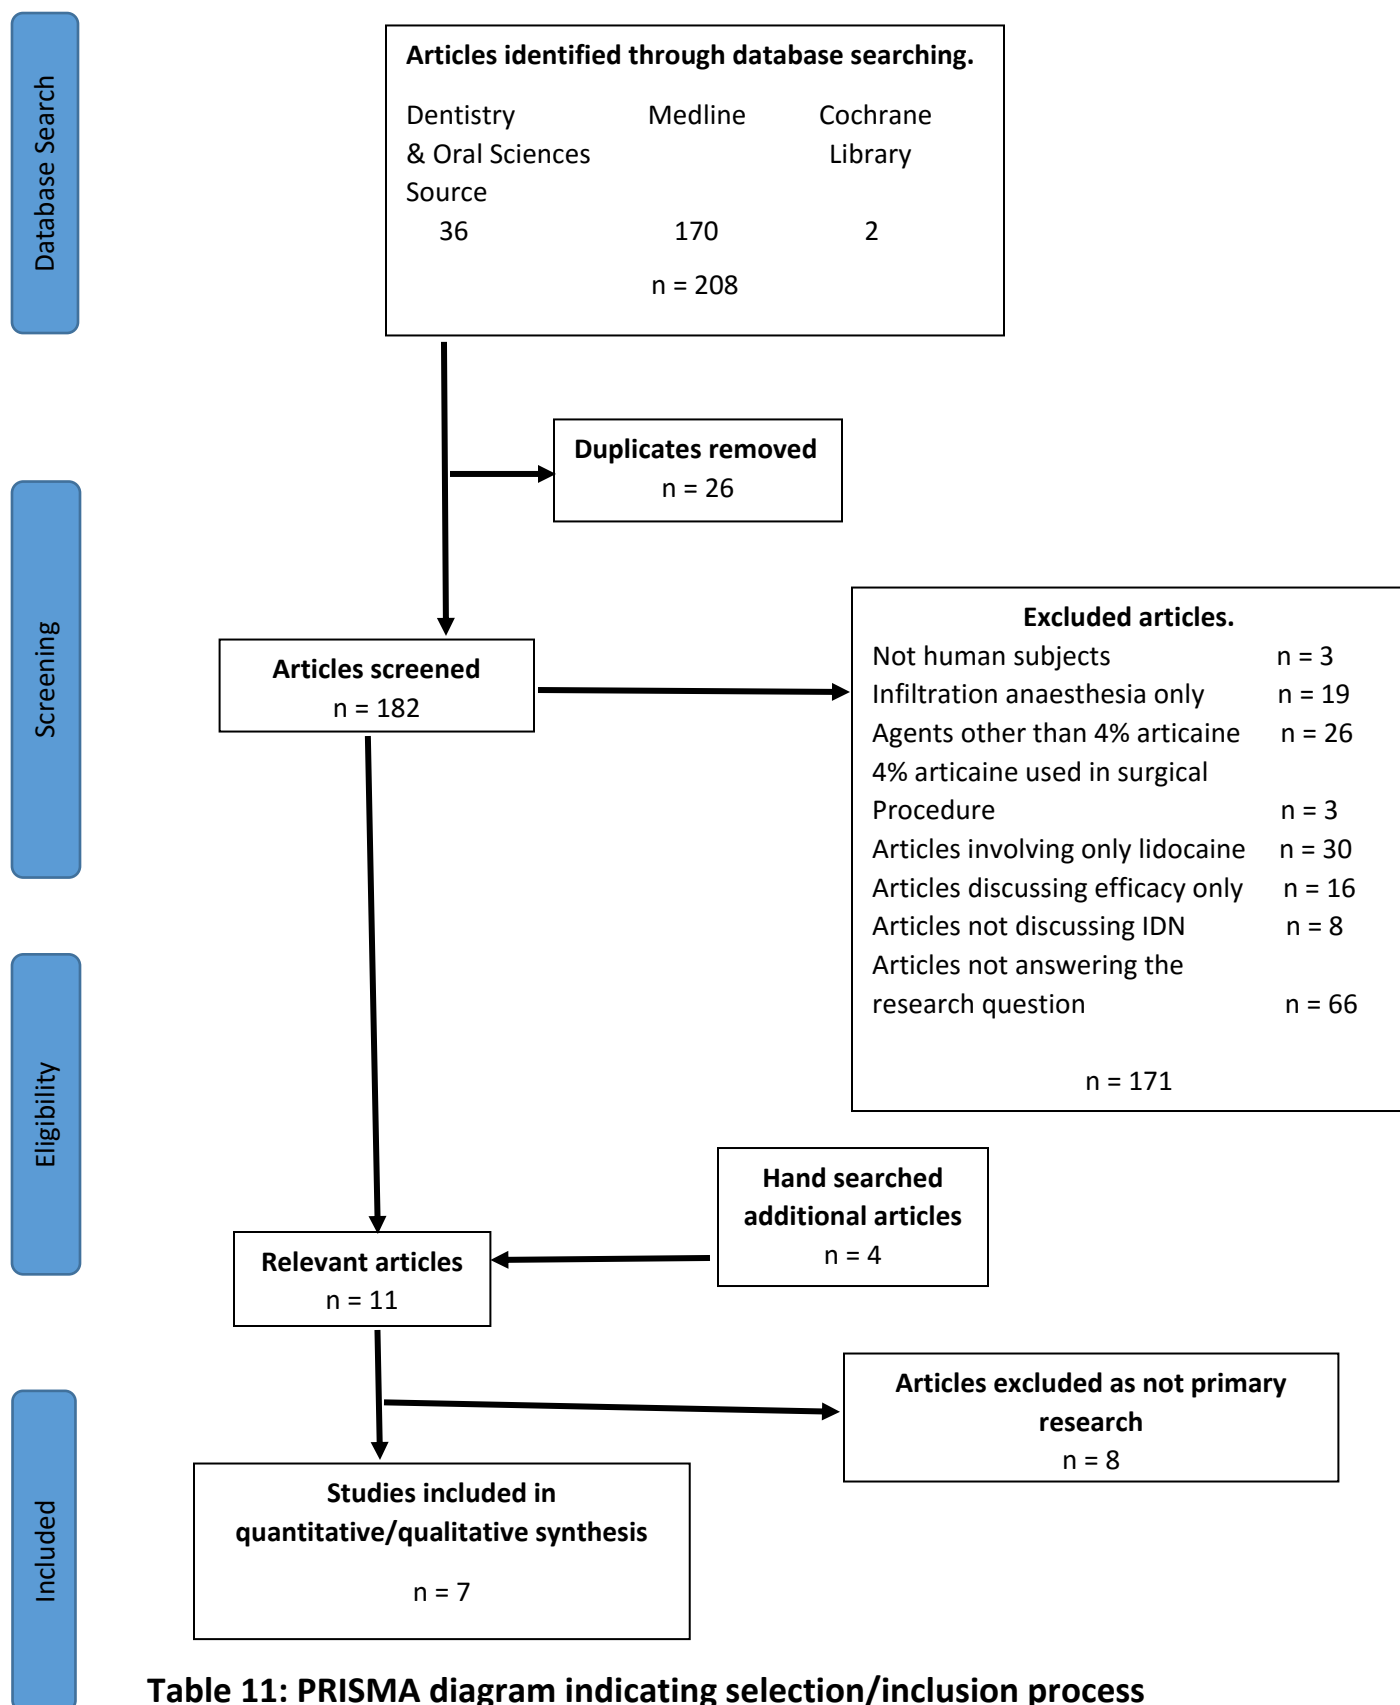 Database Search
Articles identified through database searching.
Dentistry Medline Cochrane
& Oral Sciences Library
Source
36 170 2
n = 208
Duplicates removed
n = 26
Screening
Articles screened
n = 182
Excluded articles.
Not human subjects n = 3
Infiltration anaesthesia only n = 19
Agents other than 4% articaine n = 26
4% articaine used in surgical
Procedure n = 3
Articles involving only lidocaine n = 30
Articles discussing efficacy only n = 16
Articles not discussing IDN n = 8
Articles not answering the
research question n = 66
n = 171
Eligibility
Hand searched
additional articles
n = 4
Relevant articles
n = 11
Articles excluded as not primary
research
n = 8
Included
Studies included in
quantitative/qualitative synthesis
n = 7
Table 11: PRISMA diagram indicating selection/inclusion process